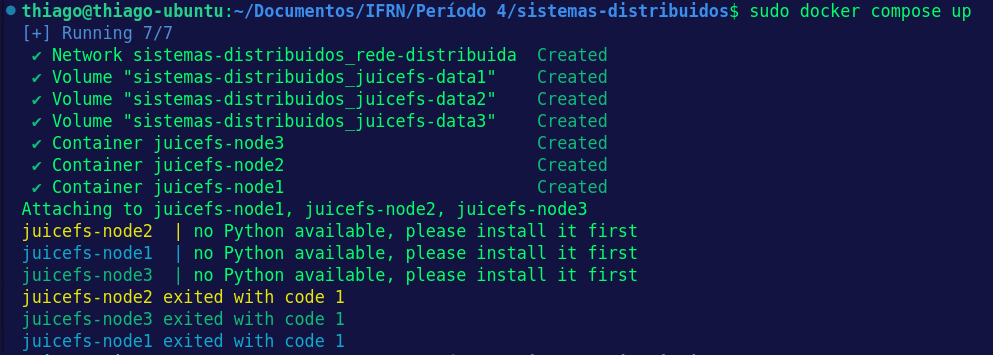 thiago@thiago-ubuntu:~/Documentos/IFRN/Período 4/sistemas-distribuidos$ sudo docker compose up
[+] Running 7/7
✔ Network sistemas-distribuidos_rede-distribuida  Created
✔ Volume "sistemas-distribuidos_juicefs-data1"    Created
✔ Volume "sistemas-distribuidos_juicefs-data2"    Created
✔ Volume "sistemas-distribuidos_juicefs-data3"    Created
✔ Container juicefs-node3                         Created
✔ Container juicefs-node2                         Created
✔ Container juicefs-node1                         Created
Attaching to juicefs-node1, juicefs-node2, juicefs-node3
juicefs-node2  | no Python available, please install it first
juicefs-node1  | no Python available, please install it first
juicefs-node3  | no Python available, please install it first
juicefs-node2 exited with code 1
juicefs-node3 exited with code 1
juicefs-node1 exited with code 1